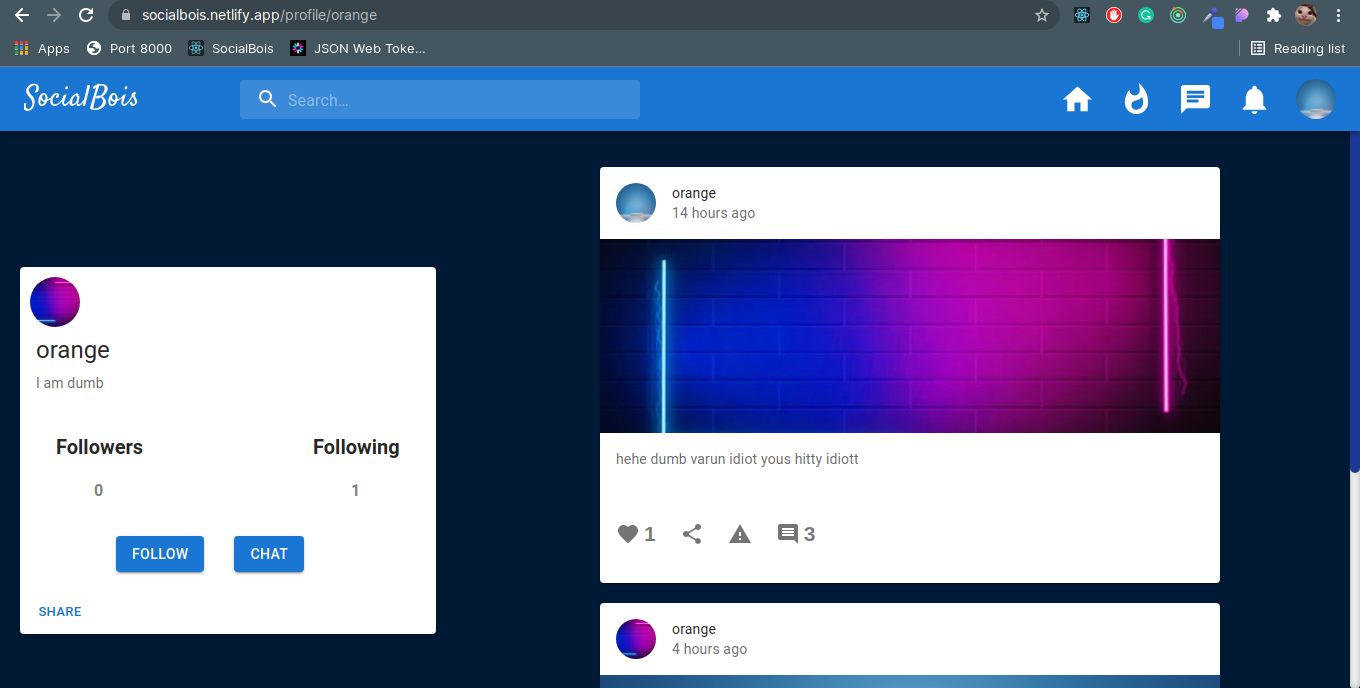 socialbois.netlify.app/profile/orange
Apps Port 8000 SocialBois JSON Web Toke... Reading list
SocialBois Search...
orange
14 hours ago
orange
I am dumb
Followers Following
0 1
FOLLOW CHAT
SHARE
hehe dumb varun idiot yous hitty idiott
1 3
orange
4 hours ago